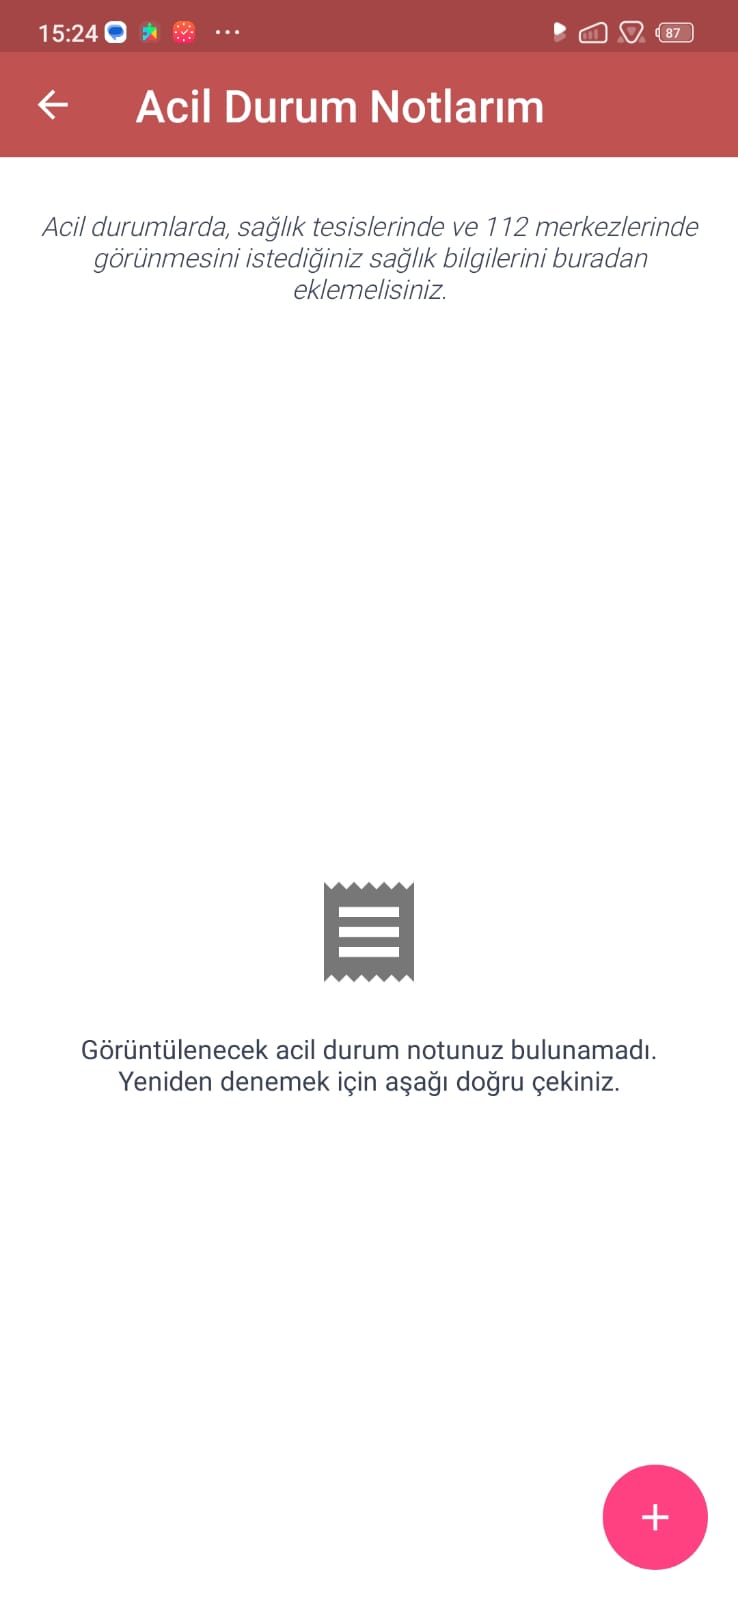 15:24
87
Acil Durum Notlarım
Acil durumlarda, sağlık tesislerinde ve 112 merkezlerinde
görünmesini istediğiniz sağlık bilgilerini buradan
eklemelisiniz.
Görüntülenecek acil durum notunuz bulunamadı.
Yeniden denemek için aşağı doğru çekiniz.